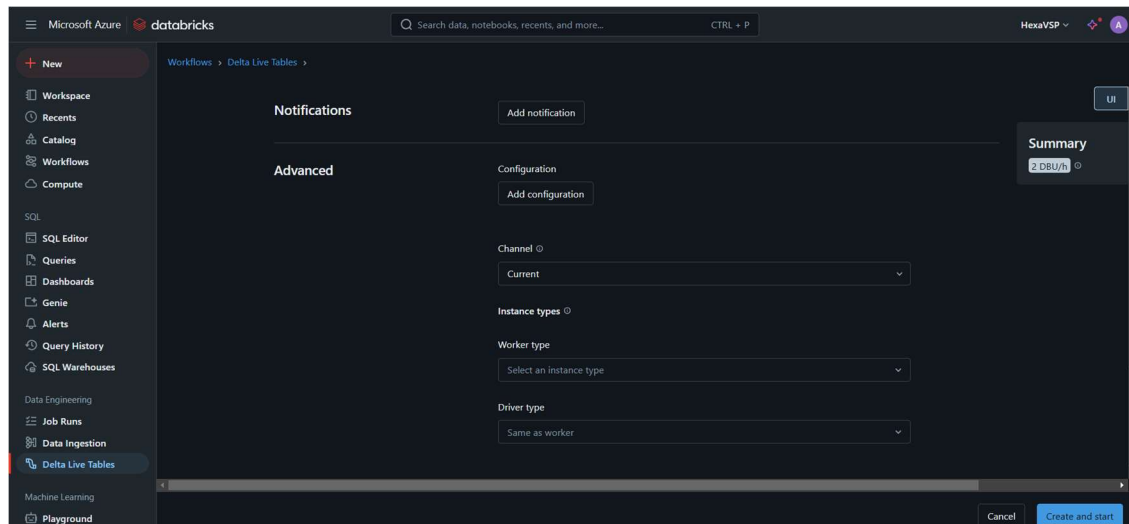 Microsoft Azure databricks
Search data, notebooks, recents, and more... CTRL + P
HexaVSP
A
New
Workspace
Recents
Catalog
Workflows
Compute
SQL
SQL Editor
Queries
Dashboards
Genie
Alerts
Query History
SQL Warehouses
Data Engineering
Job Runs
Data Ingestion
Delta Live Tables
Machine Learning
Playground
Workflows > Delta Live Tables >
Notifications
Add notification
Advanced
Configuration
Add configuration
Channel
Current
Instance types
Worker type
Select an instance type
Driver type
Same as worker
UI
Summary
2 DBU/h
Cancel
Create and start